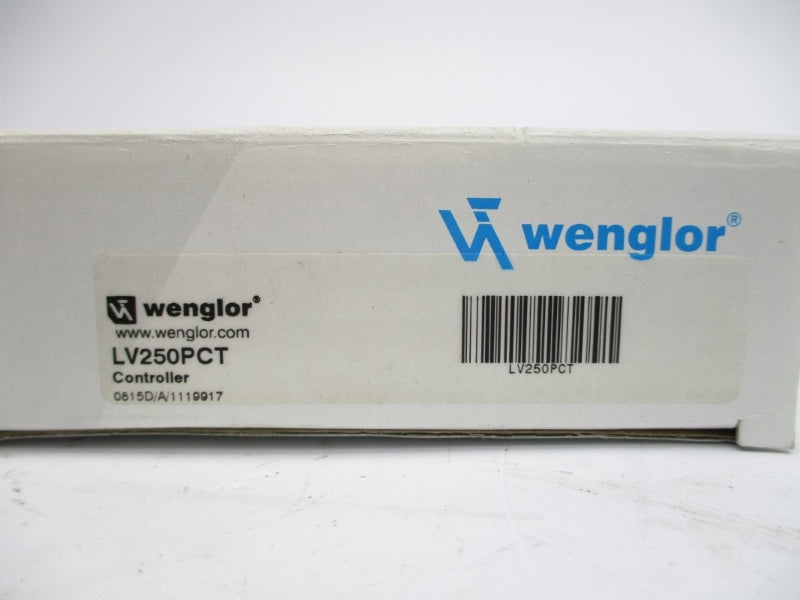 wenglor®
wenglor®
www.wenglor.com
LV250PCT
Controller
0815D/A/1119917
LV250PCT